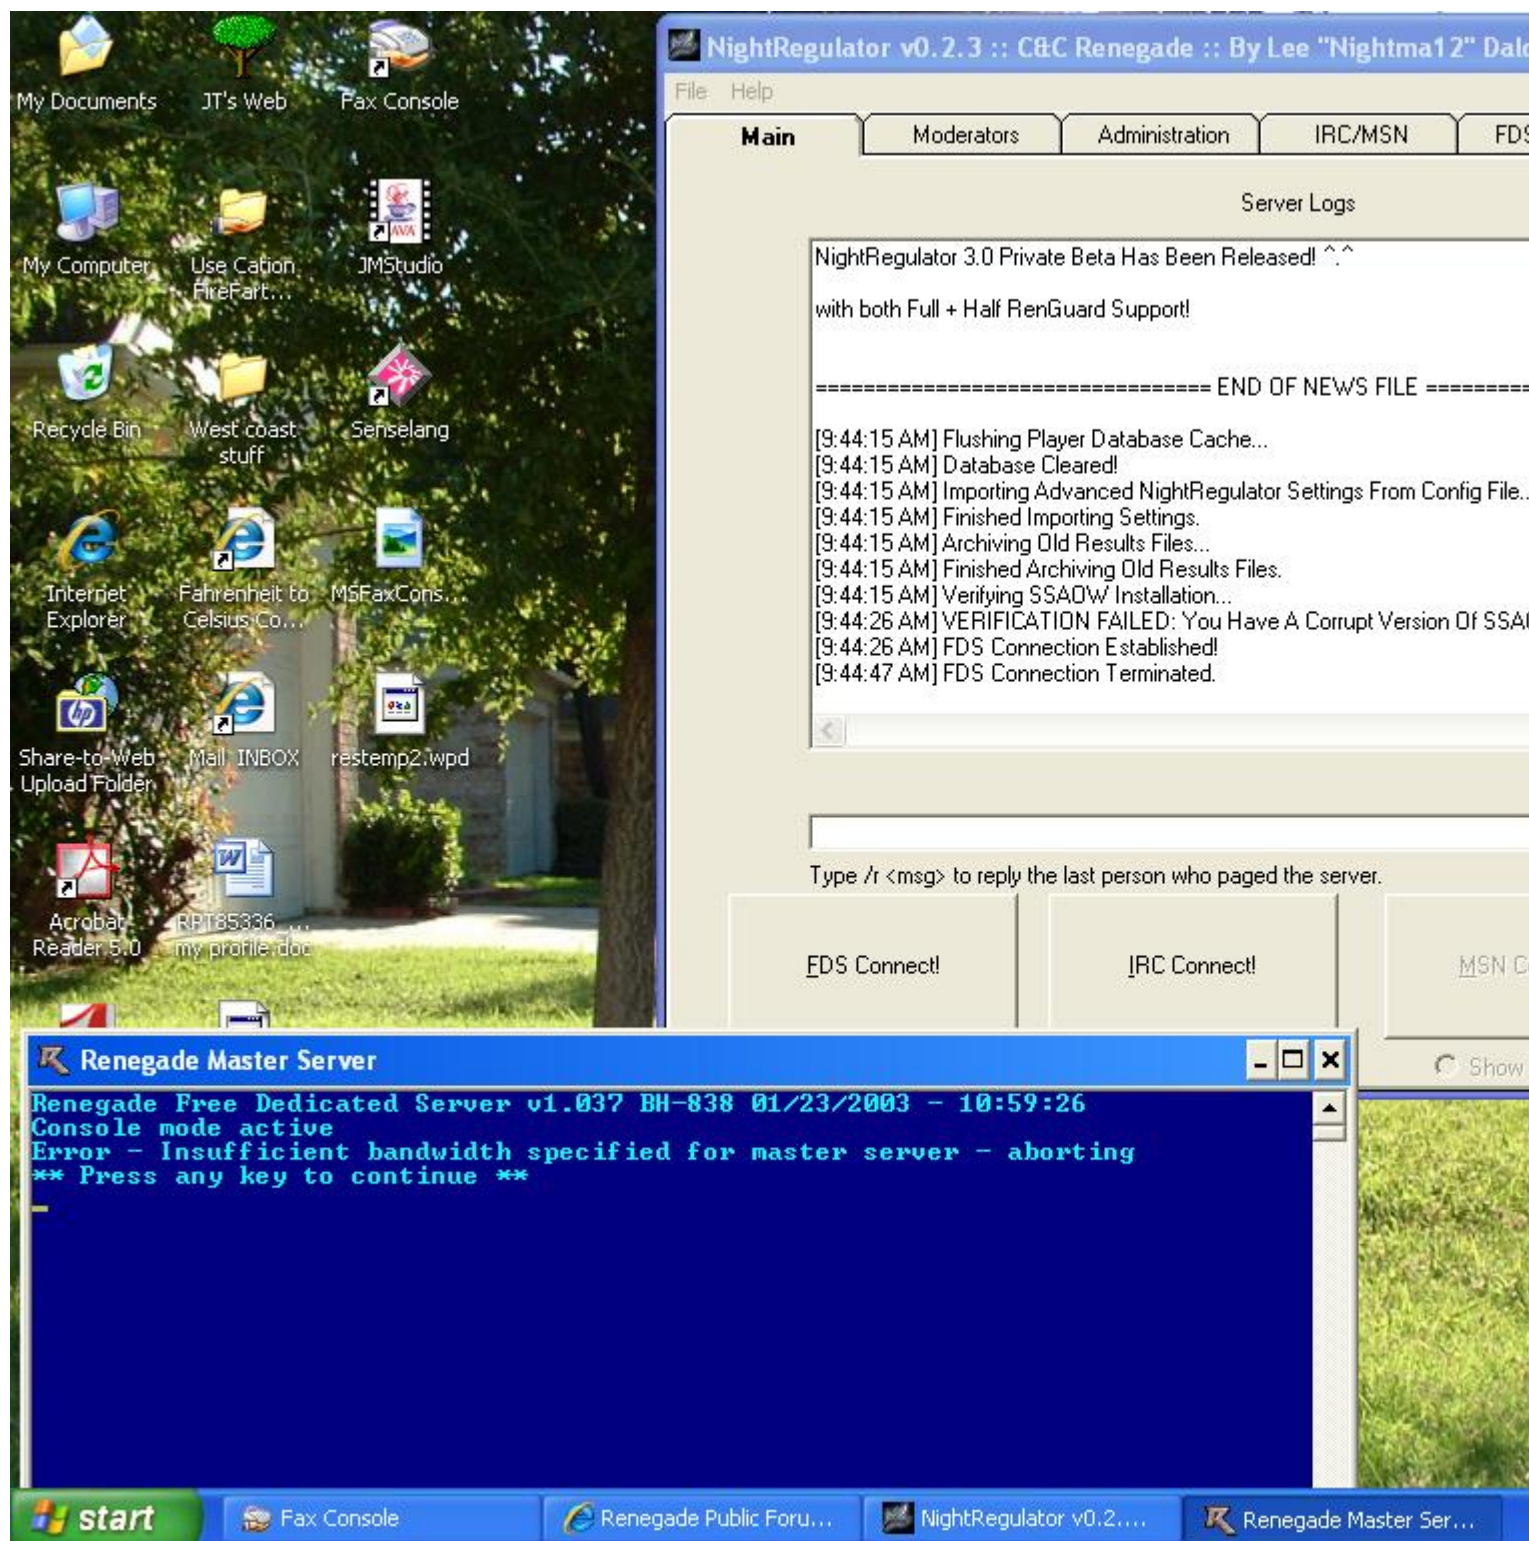 My Documents
JT's Web
Fax Console
My Computer
Use Cation
FireFart...
JMStudio
Recycle Bin
West coast
stuff
Senselang
Internet
Explorer
Fahrenheit to
Celsius Co...
MSFaxCons...
Share-to-Web
Upload Folder
Mail INBOX
restemp2.wpd
Acrobat
Reader 5.0
RPT85336_...
my profile.doc
NightRegulator v0.2.3 :: C&C Renegade :: By Lee "Nightma12" Dald
File Help
Main Moderators Administration IRC/MSN FDS
Server Logs
NightRegulator 3.0 Private Beta Has Been Released! ^.^
with both Full + Half RenGuard Support!
================================= END OF NEWS FILE =========
[9:44:15 AM] Flushing Player Database Cache...
[9:44:15 AM] Database Cleared!
[9:44:15 AM] Importing Advanced NightRegulator Settings From Config File..
[9:44:15 AM] Finished Importing Settings.
[9:44:15 AM] Archiving Old Results Files...
[9:44:15 AM] Finished Archiving Old Results Files.
[9:44:15 AM] Verifying SSAOW Installation...
[9:44:26 AM] VERIFICATION FAILED: You Have A Corrupt Version Of SSAO
[9:44:26 AM] FDS Connection Established!
[9:44:47 AM] FDS Connection Terminated.
Type /r <msg> to reply the last person who paged the server.
FDS Connect! IRC Connect! MSN C
Show
Renegade Master Server
Renegade Free Dedicated Server v1.037 BH-838 01/23/2003 - 10:59:26
Console mode active
Error - Insufficient bandwidth specified for master server - aborting
** Press any key to continue **
start Fax Console Renegade Public Foru... NightRegulator v0.2.... Renegade Master Ser...